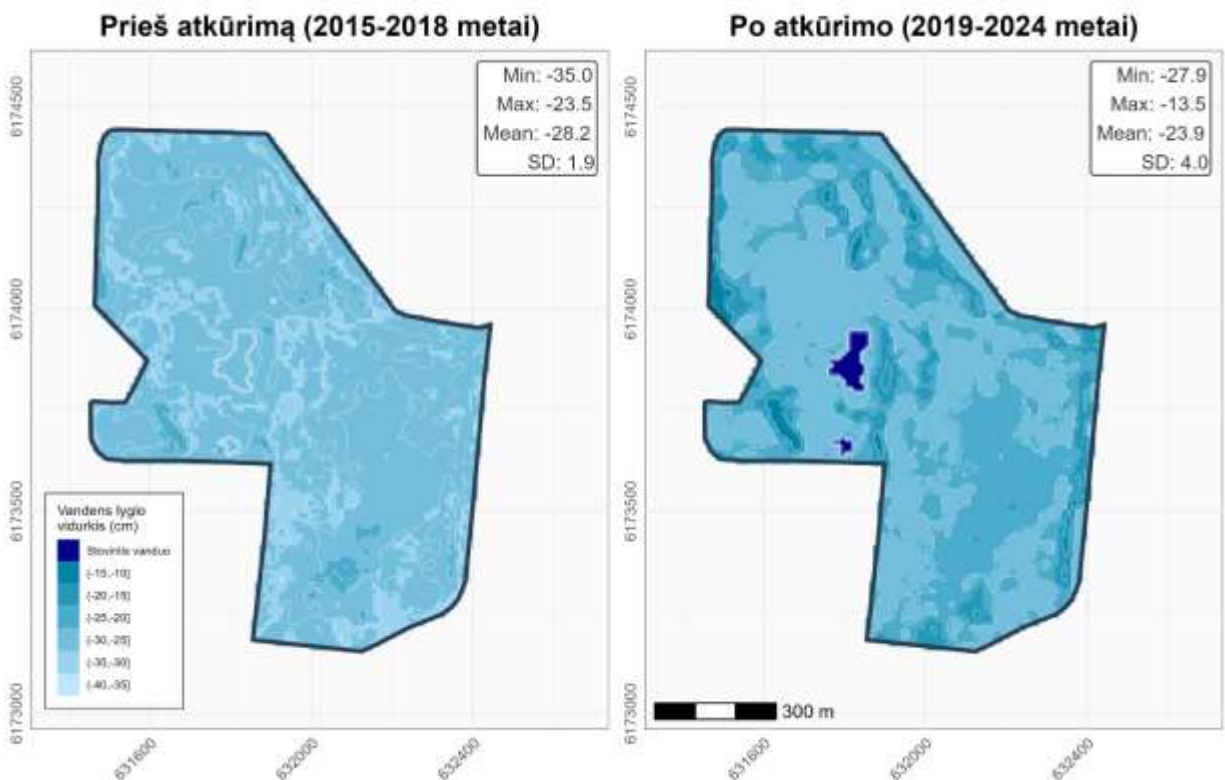 Prieš atkūrimą (2015-2018 metai)
Min: -35.0
Max: -23.5
Mean: -28.2
SD: 1.9
6174500
6174000
6173500
6173000
Vandens lygio
vidurkis (cm)
Stovintis vanduo
(-15,-10]
(-20,-15]
(-25,-20]
(-30,-25]
(-35,-30]
(-40,-35]
631600
632000
632400
Po atkūrimo (2019-2024 metai)
Min: -27.9
Max: -13.5
Mean: -23.9
SD: 4.0
6174500
6174000
6173500
6173000
300 m
631600
632000
632400